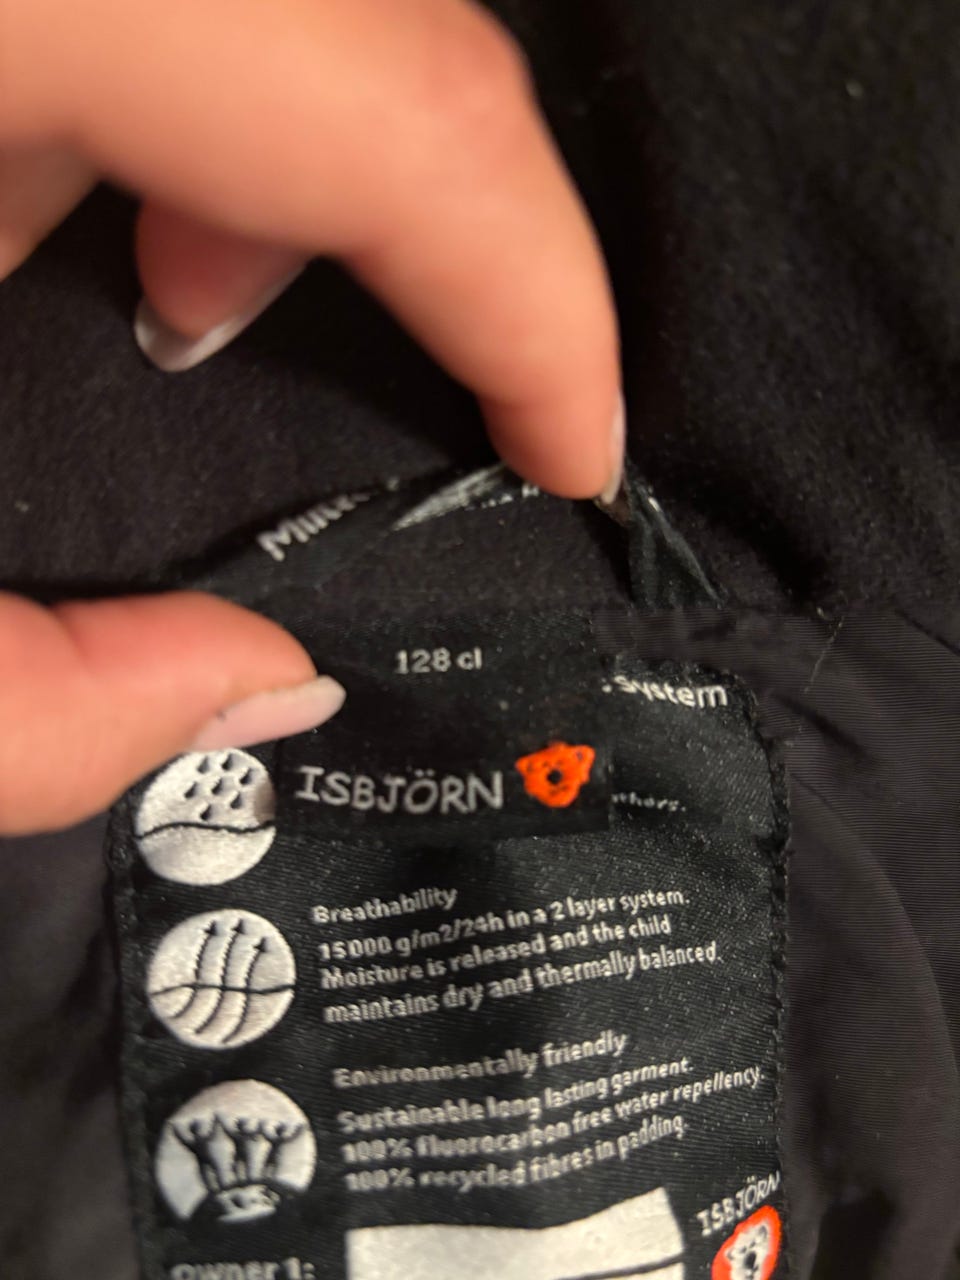 128 cl
. system
ISBJÖRN
Breathability
15000 g/m2/24h in a 2 layer system.
Moisture is released and the child
maintains dry and thermally balanced.
Environmentally friendly
Sustainable long lasting garment.
100% fluorocarbon free water repellency.
100% recycled fibres in padding.
ISBJÖRN
owner 1: